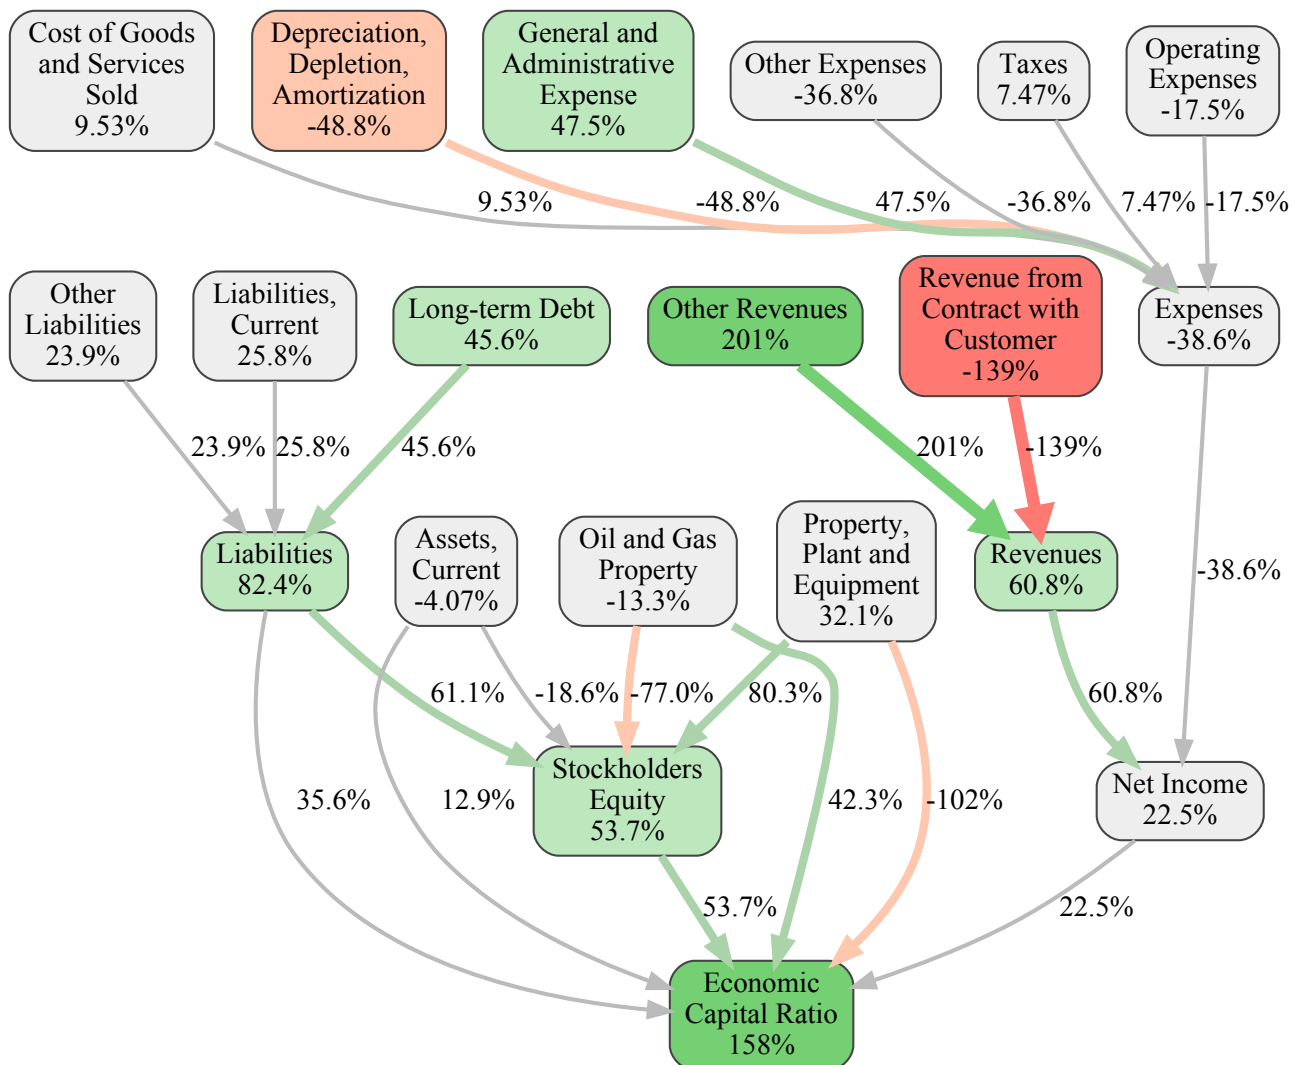 Cost of Goods
and Services
Sold
9.53%
Depreciation,
Depletion,
Amortization
-48.8%
General and
Administrative
Expense
47.5%
Other Expenses
-36.8%
Taxes
7.47%
Operating
Expenses
-17.5%
9.53%
-48.8%
47.5%
-36.8%
7.47%
-17.5%
Other
Liabilities
23.9%
Liabilities,
Current
25.8%
Long-term Debt
45.6%
Other Revenues
201%
Revenue from
Contract with
Customer
-139%
Expenses
-38.6%
23.9%
25.8%
45.6%
201%
-139%
-38.6%
Liabilities
82.4%
Assets,
Current
-4.07%
Oil and Gas
Property
-13.3%
Property,
Plant and
Equipment
32.1%
Revenues
60.8%
61.1%
-18.6%
-77.0%
80.3%
60.8%
35.6%
12.9%
Stockholders
Equity
53.7%
42.3%
-102%
Net Income
22.5%
53.7%
22.5%
Economic
Capital Ratio
158%